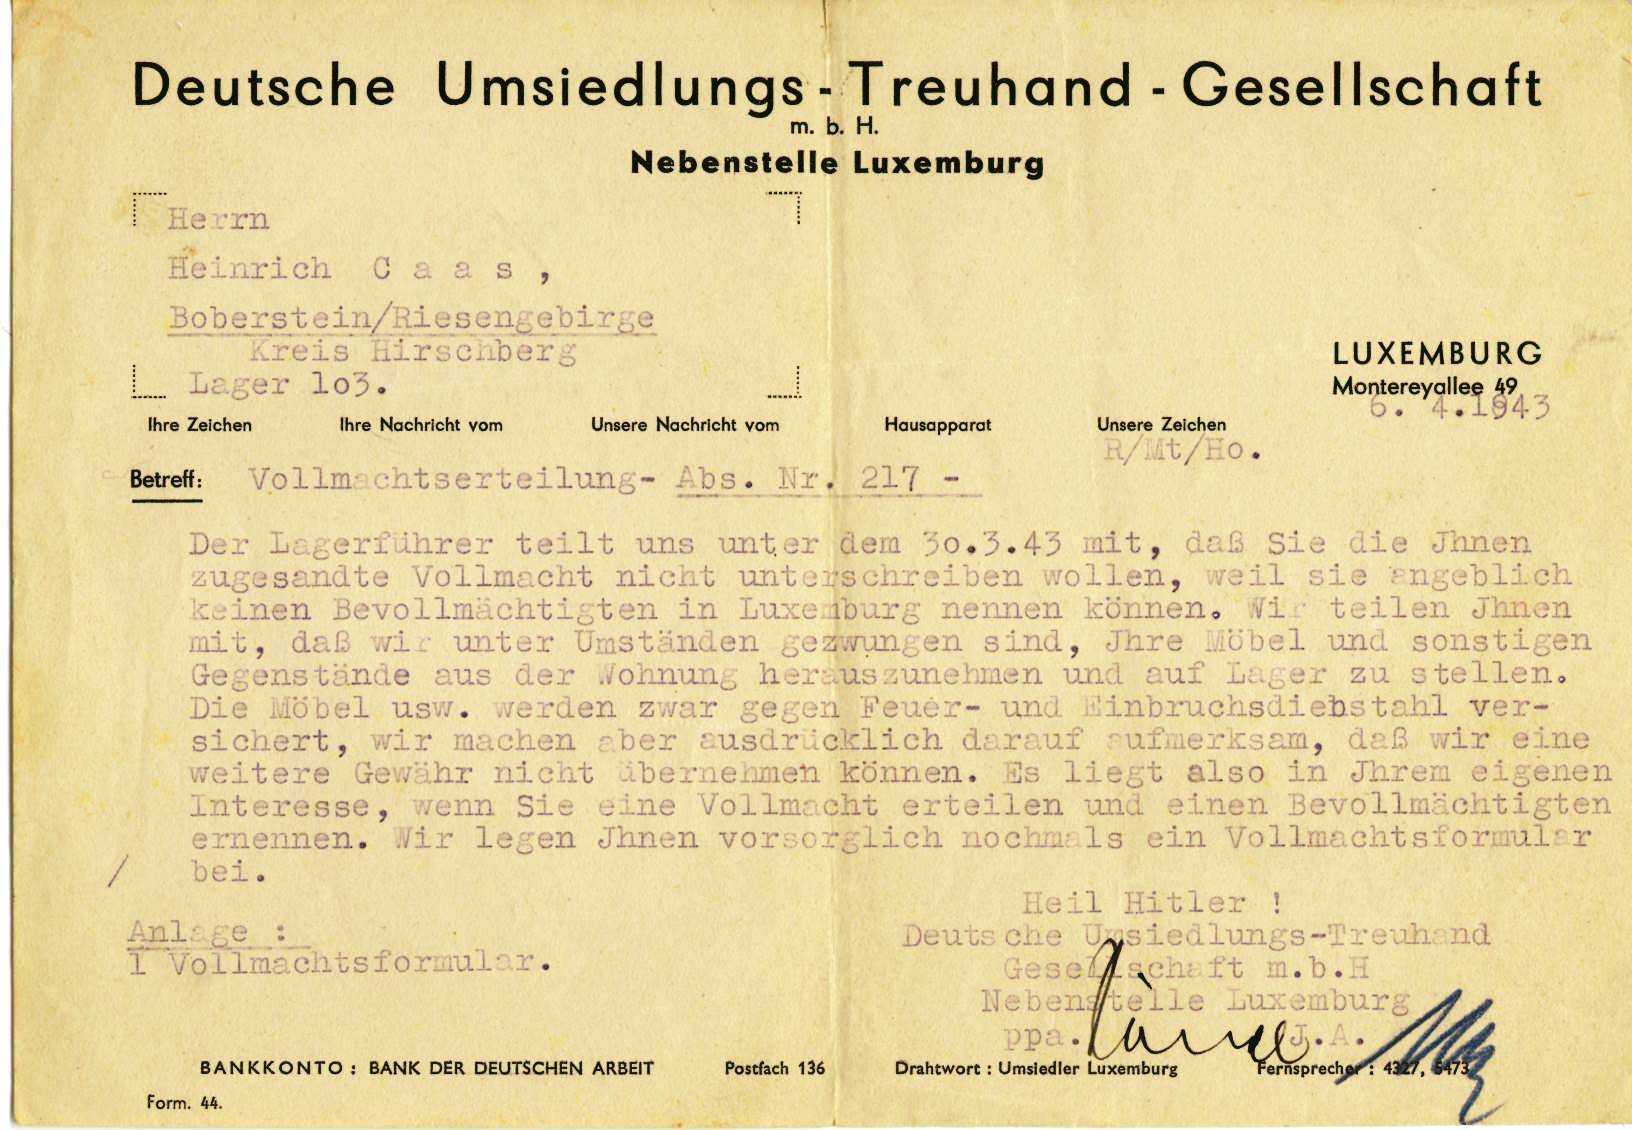 Deutsche Umsiedlungs-Treuhand-Gesellschaft
m. b. H.
Nebenstelle Luxemburg
Herrn
Heinrich C a a s ,
Boberstein/Riesengebirge
Kreis Hirschberg
Lager 1o3.
LUXEMBURG
Montereyallee 49
6. 4.1943
Ihre Zeichen Ihre Nachricht vom Unsere Nachricht vom Hausapparat Unsere Zeichen
R/Mt/Ho.
Betreff: Vollmachtserteilung- Abs. Nr. 217 -
Der Lagerführer teilt uns unter dem 3o.3.43 mit, daß Sie die Jhnen
zugesandte Vollmacht nicht unterschreiben wollen, weil sie angeblich
keinen Bevollmächtigten in Luxemburg nennen können. Wir teilen Jhnen
mit, daß wir unter Umständen gezwungen sind, Jhre Möbel und sonstigen
Gegenstände aus der Wohnung herauszunehmen und auf Lager zu stellen.
Die Möbel usw. werden zwar gegen Feuer- und Einbruchsdiebstahl ver-
sichert, wir machen aber ausdrücklich darauf aufmerksam, daß wir eine
weitere Gewähr nicht übernehmen können. Es liegt also in Jhrem eigenen
Interesse, wenn Sie eine Vollmacht erteilen und einen Bevollmächtigten
ernennen. Wir legen Jhnen vorsorglich nochmals ein Vollmachtsformular
/ bei.
Heil Hitler !
Anlage :
1 Vollmachtsformular.
Deutsche Umsiedlungs-Treuhand
Gesellschaft m.b.H
Nebenstelle Luxemburg
ppa. J.A.
BANKKONTO : BANK DER DEUTSCHEN ARBEIT Postfach 136 Drahtwort : Umsiedler Luxemburg Fernsprecher : 4327, 6473
Form. 44.